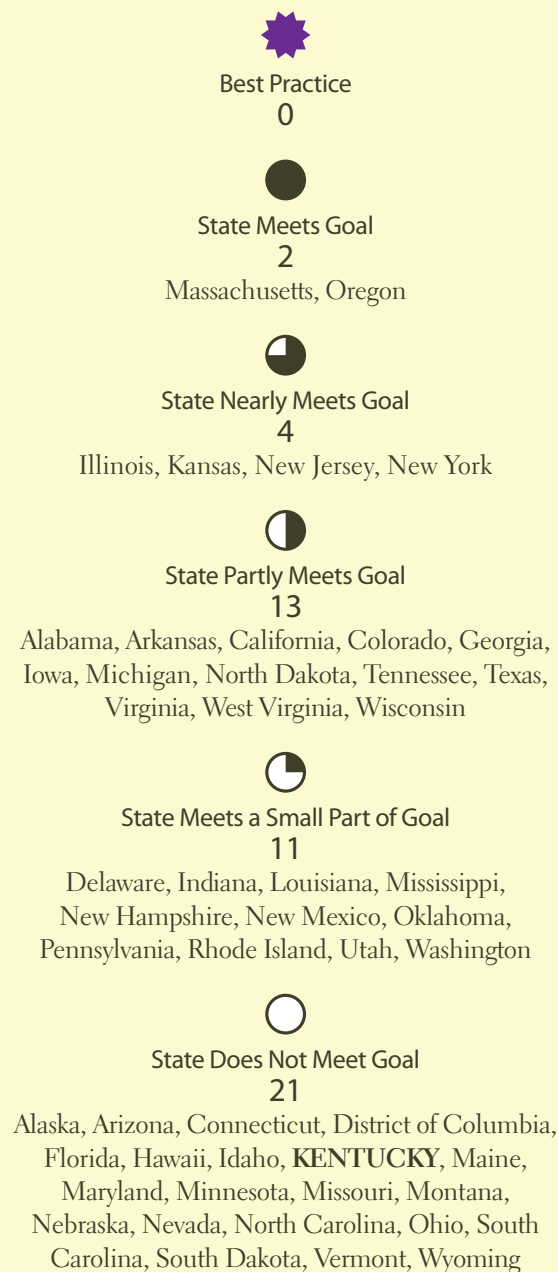 Best Practice
0
State Meets Goal
2
Massachusetts, Oregon
State Nearly Meets Goal
4
Illinois, Kansas, New Jersey, New York
State Partly Meets Goal
13
Alabama, Arkansas, California, Colorado, Georgia,
Iowa, Michigan, North Dakota, Tennessee, Texas,
Virginia, West Virginia, Wisconsin
State Meets a Small Part of Goal
11
Delaware, Indiana, Louisiana, Mississippi,
New Hampshire, New Mexico, Oklahoma,
Pennsylvania, Rhode Island, Utah, Washington
State Does Not Meet Goal
21
Alaska, Arizona, Connecticut, District of Columbia,
Florida, Hawaii, Idaho, KENTUCKY, Maine,
Maryland, Minnesota, Missouri, Montana,
Nebraska, Nevada, North Carolina, Ohio, South
Carolina, South Dakota, Vermont, Wyoming